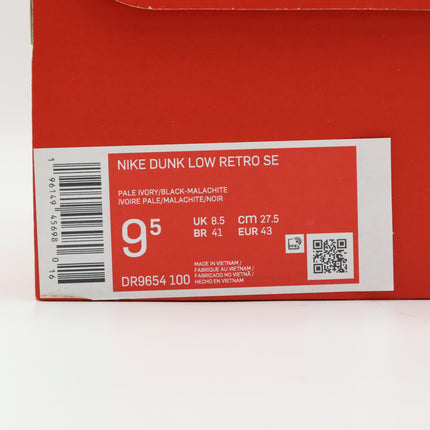 NIKE DUNK LOW RETRO SE
PALE IVORY/BLACK-MALACHITE
IVOIRE PALE/MALACHITE/NOIR
9⁵
UK 8.5 cm 27.5
BR 41 EUR 43
DR9654 100
MADE IN VIETNAM /
FABRIQUE AU VIETNAM /
FABRICADO NO VIETNÃ /
HECHO EN VIETNAM
1 96149 45698 0 16